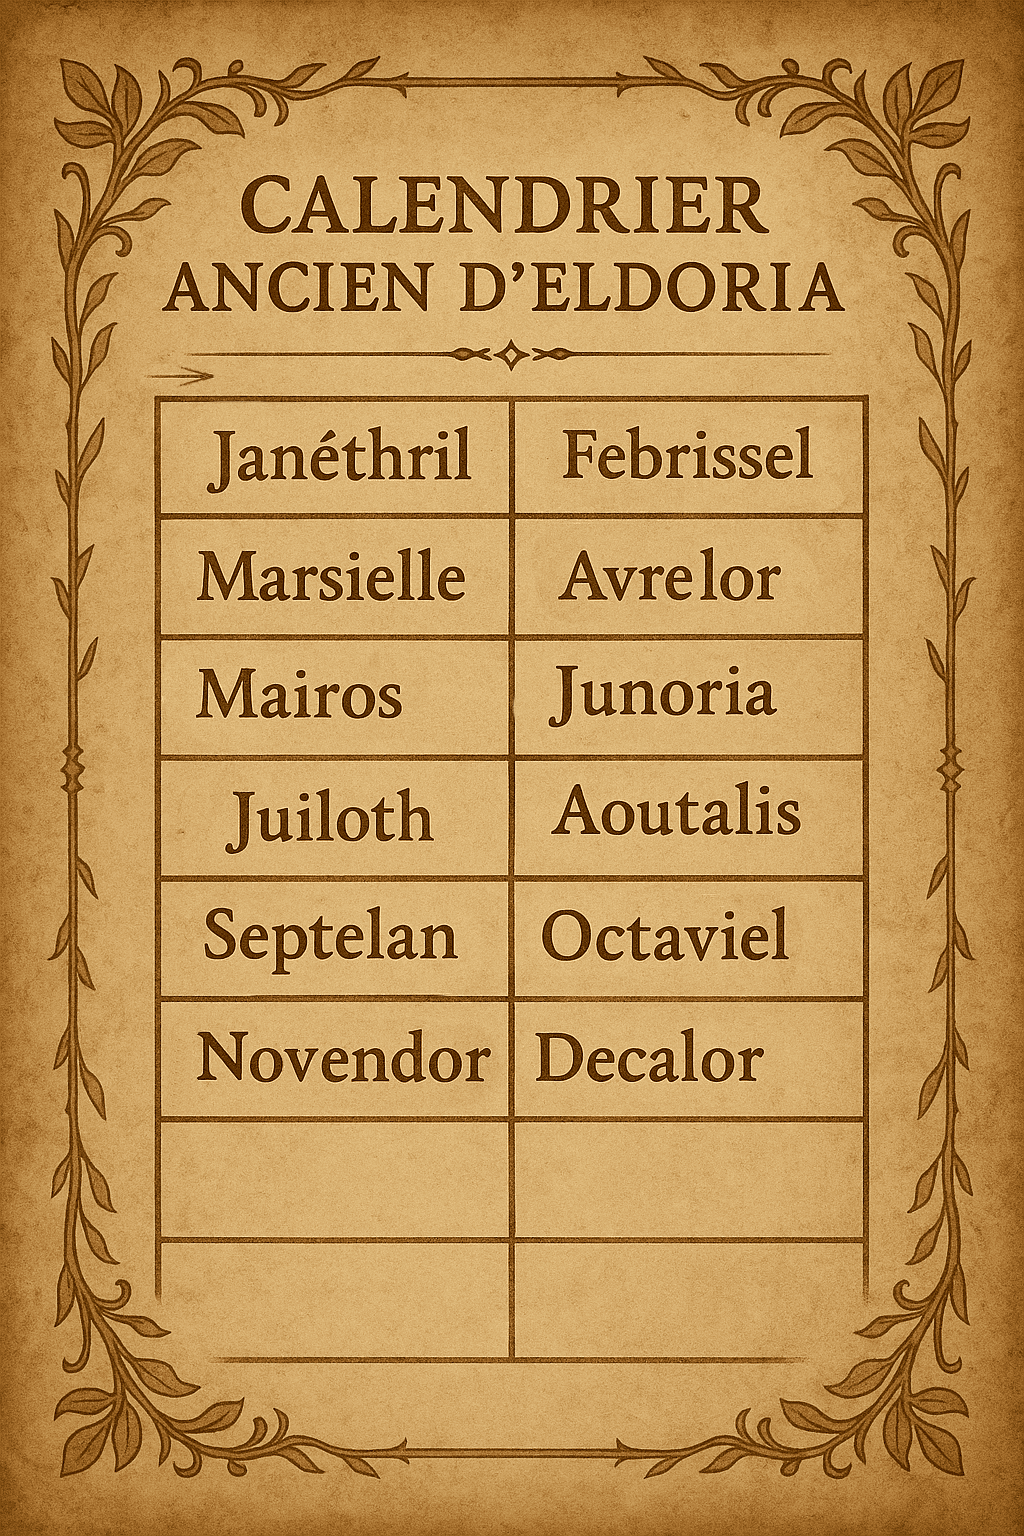 CALENDRIER
ANCIEN D’ELDORIA
Janéthril Febrissel
Marsielle Avrelor
Mairos Junoria
Juiloth Aoutalis
Septelan Octaviel
Novendor Decalor